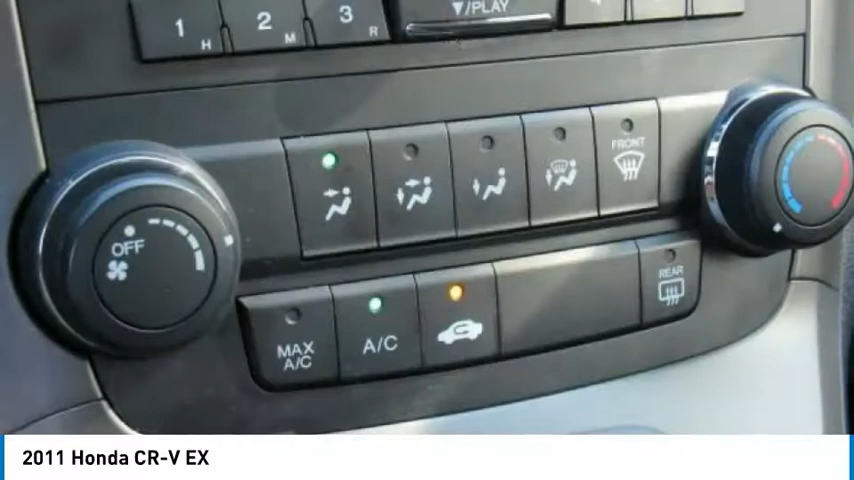 ▼/PLAY
1 H
2 M
3 R
FRONT
OFF
MAX
A/C
A/C
REAR
2011 Honda CR-V EX